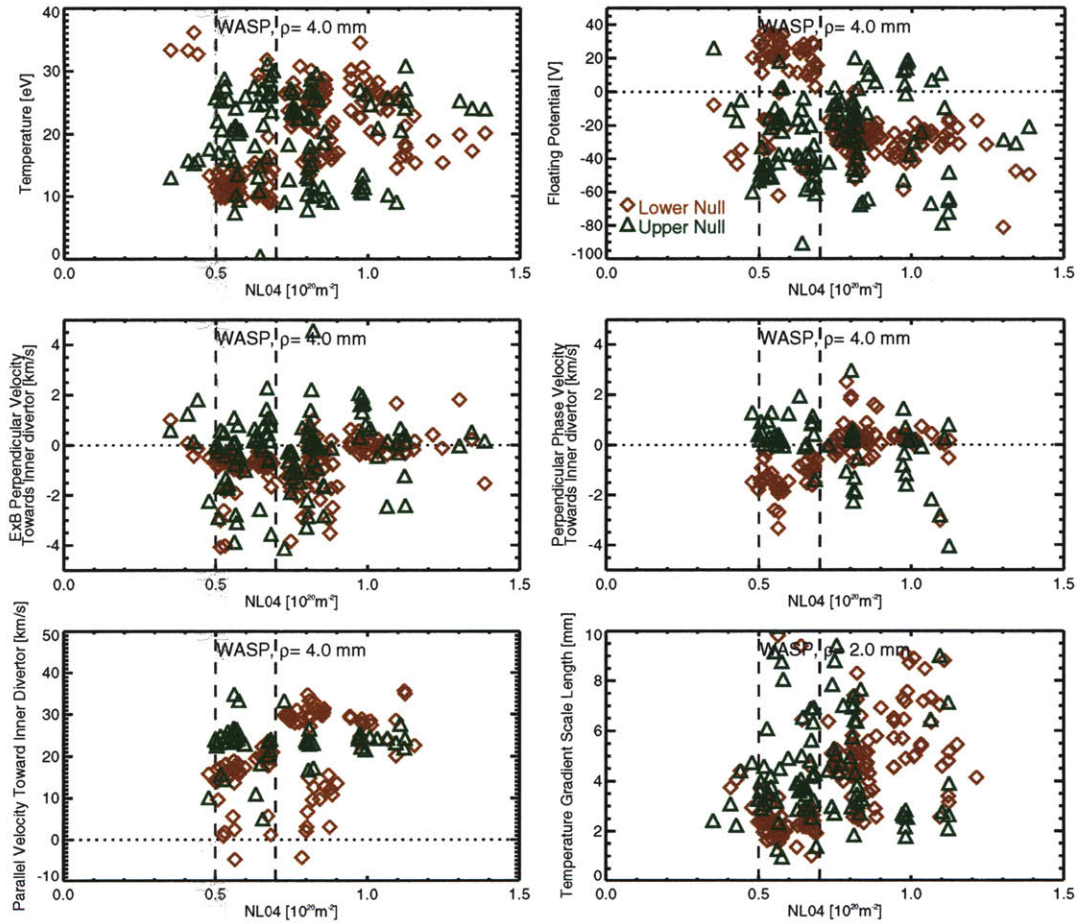 WASP, ρ= 4.0 mm
Temperature [eV]
40
30
20
10
0
0.0 0.5 1.0 1.5
NL04 [10²⁰m⁻²]
WASP, ρ= 4.0 mm
Floating Potential [V]
40
20
0
-20
-40
-60
-80
-100
Lower Null
Upper Null
0.0 0.5 1.0 1.5
NL04 [10²⁰m⁻²]
WASP, ρ= 4.0 mm
ExB Perpendicular Velocity
Towards Inner divertor [km/s]
4
2
0
-2
-4
0.0 0.5 1.0 1.5
NL04 [10²⁰m⁻²]
WASP, ρ= 4.0 mm
Perpendicular Phase Velocity
Towards Inner divertor [km/s]
4
2
0
-2
-4
0.0 0.5 1.0 1.5
NL04 [10²⁰m⁻²]
WASP, ρ= 4.0 mm
Parallel Velocity Toward Inner Divertor [km/s]
50
40
30
20
10
0
-10
0.0 0.5 1.0 1.5
NL04 [10²⁰m⁻²]
WASP, ρ= 2.0 mm
Temperature Gradient Scale Length [mm]
10
8
6
4
2
0
0.0 0.5 1.0 1.5
NL04 [10²⁰m⁻²]